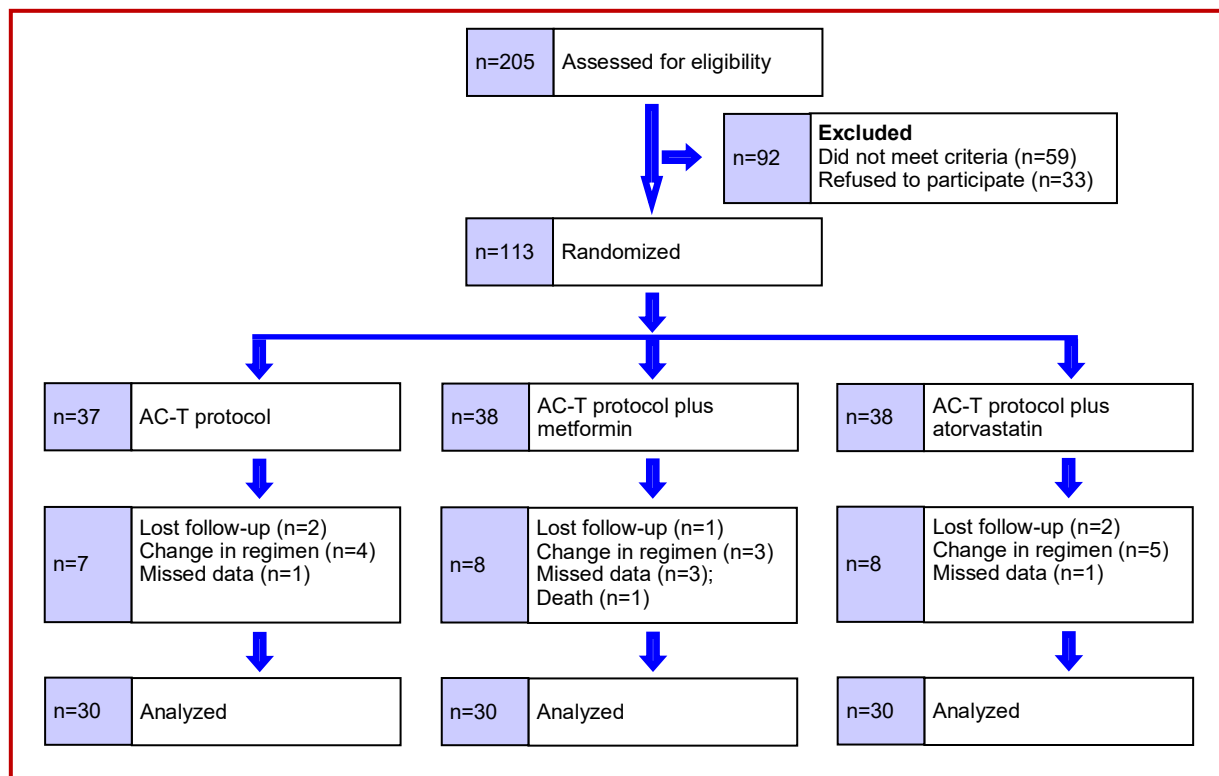 n=205
Assessed for eligibility
n=92
Excluded
Did not meet criteria (n=59)
Refused to participate (n=33)
n=113
Randomized
n=37
AC-T protocol
n=38
AC-T protocol plus
metformin
n=38
AC-T protocol plus
atorvastatin
n=7
Lost follow-up (n=2)
Change in regimen (n=4)
Missed data (n=1)
n=8
Lost follow-up (n=1)
Change in regimen (n=3)
Missed data (n=3);
Death (n=1)
n=8
Lost follow-up (n=2)
Change in regimen (n=5)
Missed data (n=1)
n=30
Analyzed
n=30
Analyzed
n=30
Analyzed